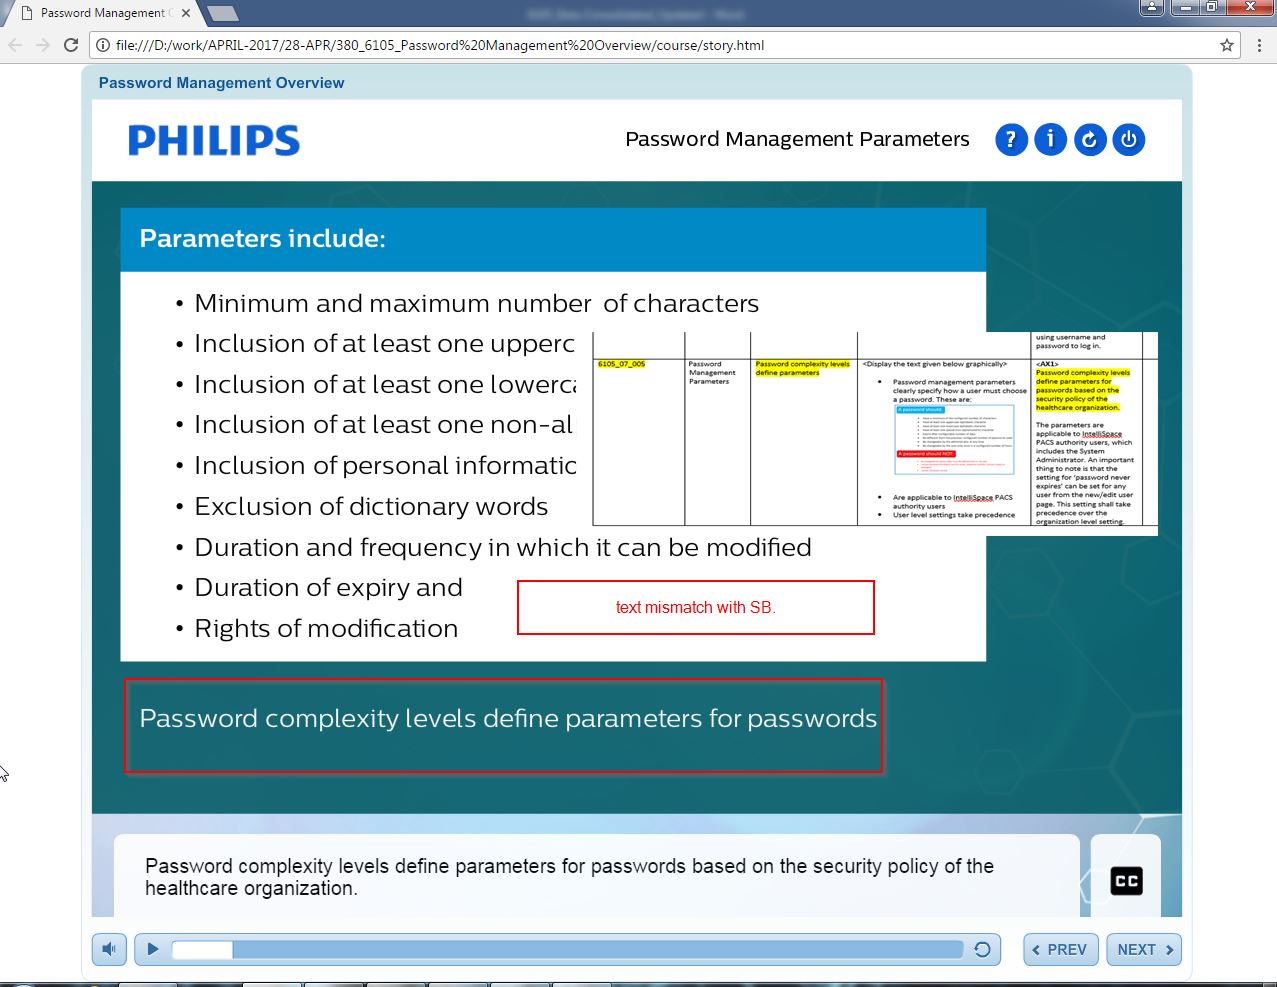 Password Management C
file:///D:/work/APRIL-2017/28-APR/380_6105_Password%20Management%20Overview/course/story.html
Password Management Overview
PHILIPS
Password Management Parameters
Parameters include:
• Minimum and maximum number of characters
• Inclusion of at least one upperc
• Inclusion of at least one lowerca
• Inclusion of at least one non-al
• Inclusion of personal informatic
• Exclusion of dictionary words
• Duration and frequency in which it can be modified
• Duration of expiry and
• Rights of modification
using username and
password to log in.
6105_07_005
Password
Management
Parameters
Password complexity levels
define parameters
<Display the text given below graphically>
• Password management parameters
clearly specify how a user must choose
a password. These are:
A password should
A password should NOT
• Are applicable to IntelliSpace PACS
authority users
• User level settings take precedence
<AX1>
Password complexity levels
define parameters for
passwords based on the
security policy of the
healthcare organization.
The parameters are
applicable to IntelliSpace
PACS authority users, which
includes the System
Administrator. An important
thing to note is that the
setting for 'password never
expires' can be set for any
user from the new/edit user
page. This setting shall take
precedence over the
organization level setting.
text mismatch with SB.
Password complexity levels define parameters for passwords
Password complexity levels define parameters for passwords based on the security policy of the
healthcare organization.
CC
PREV
NEXT